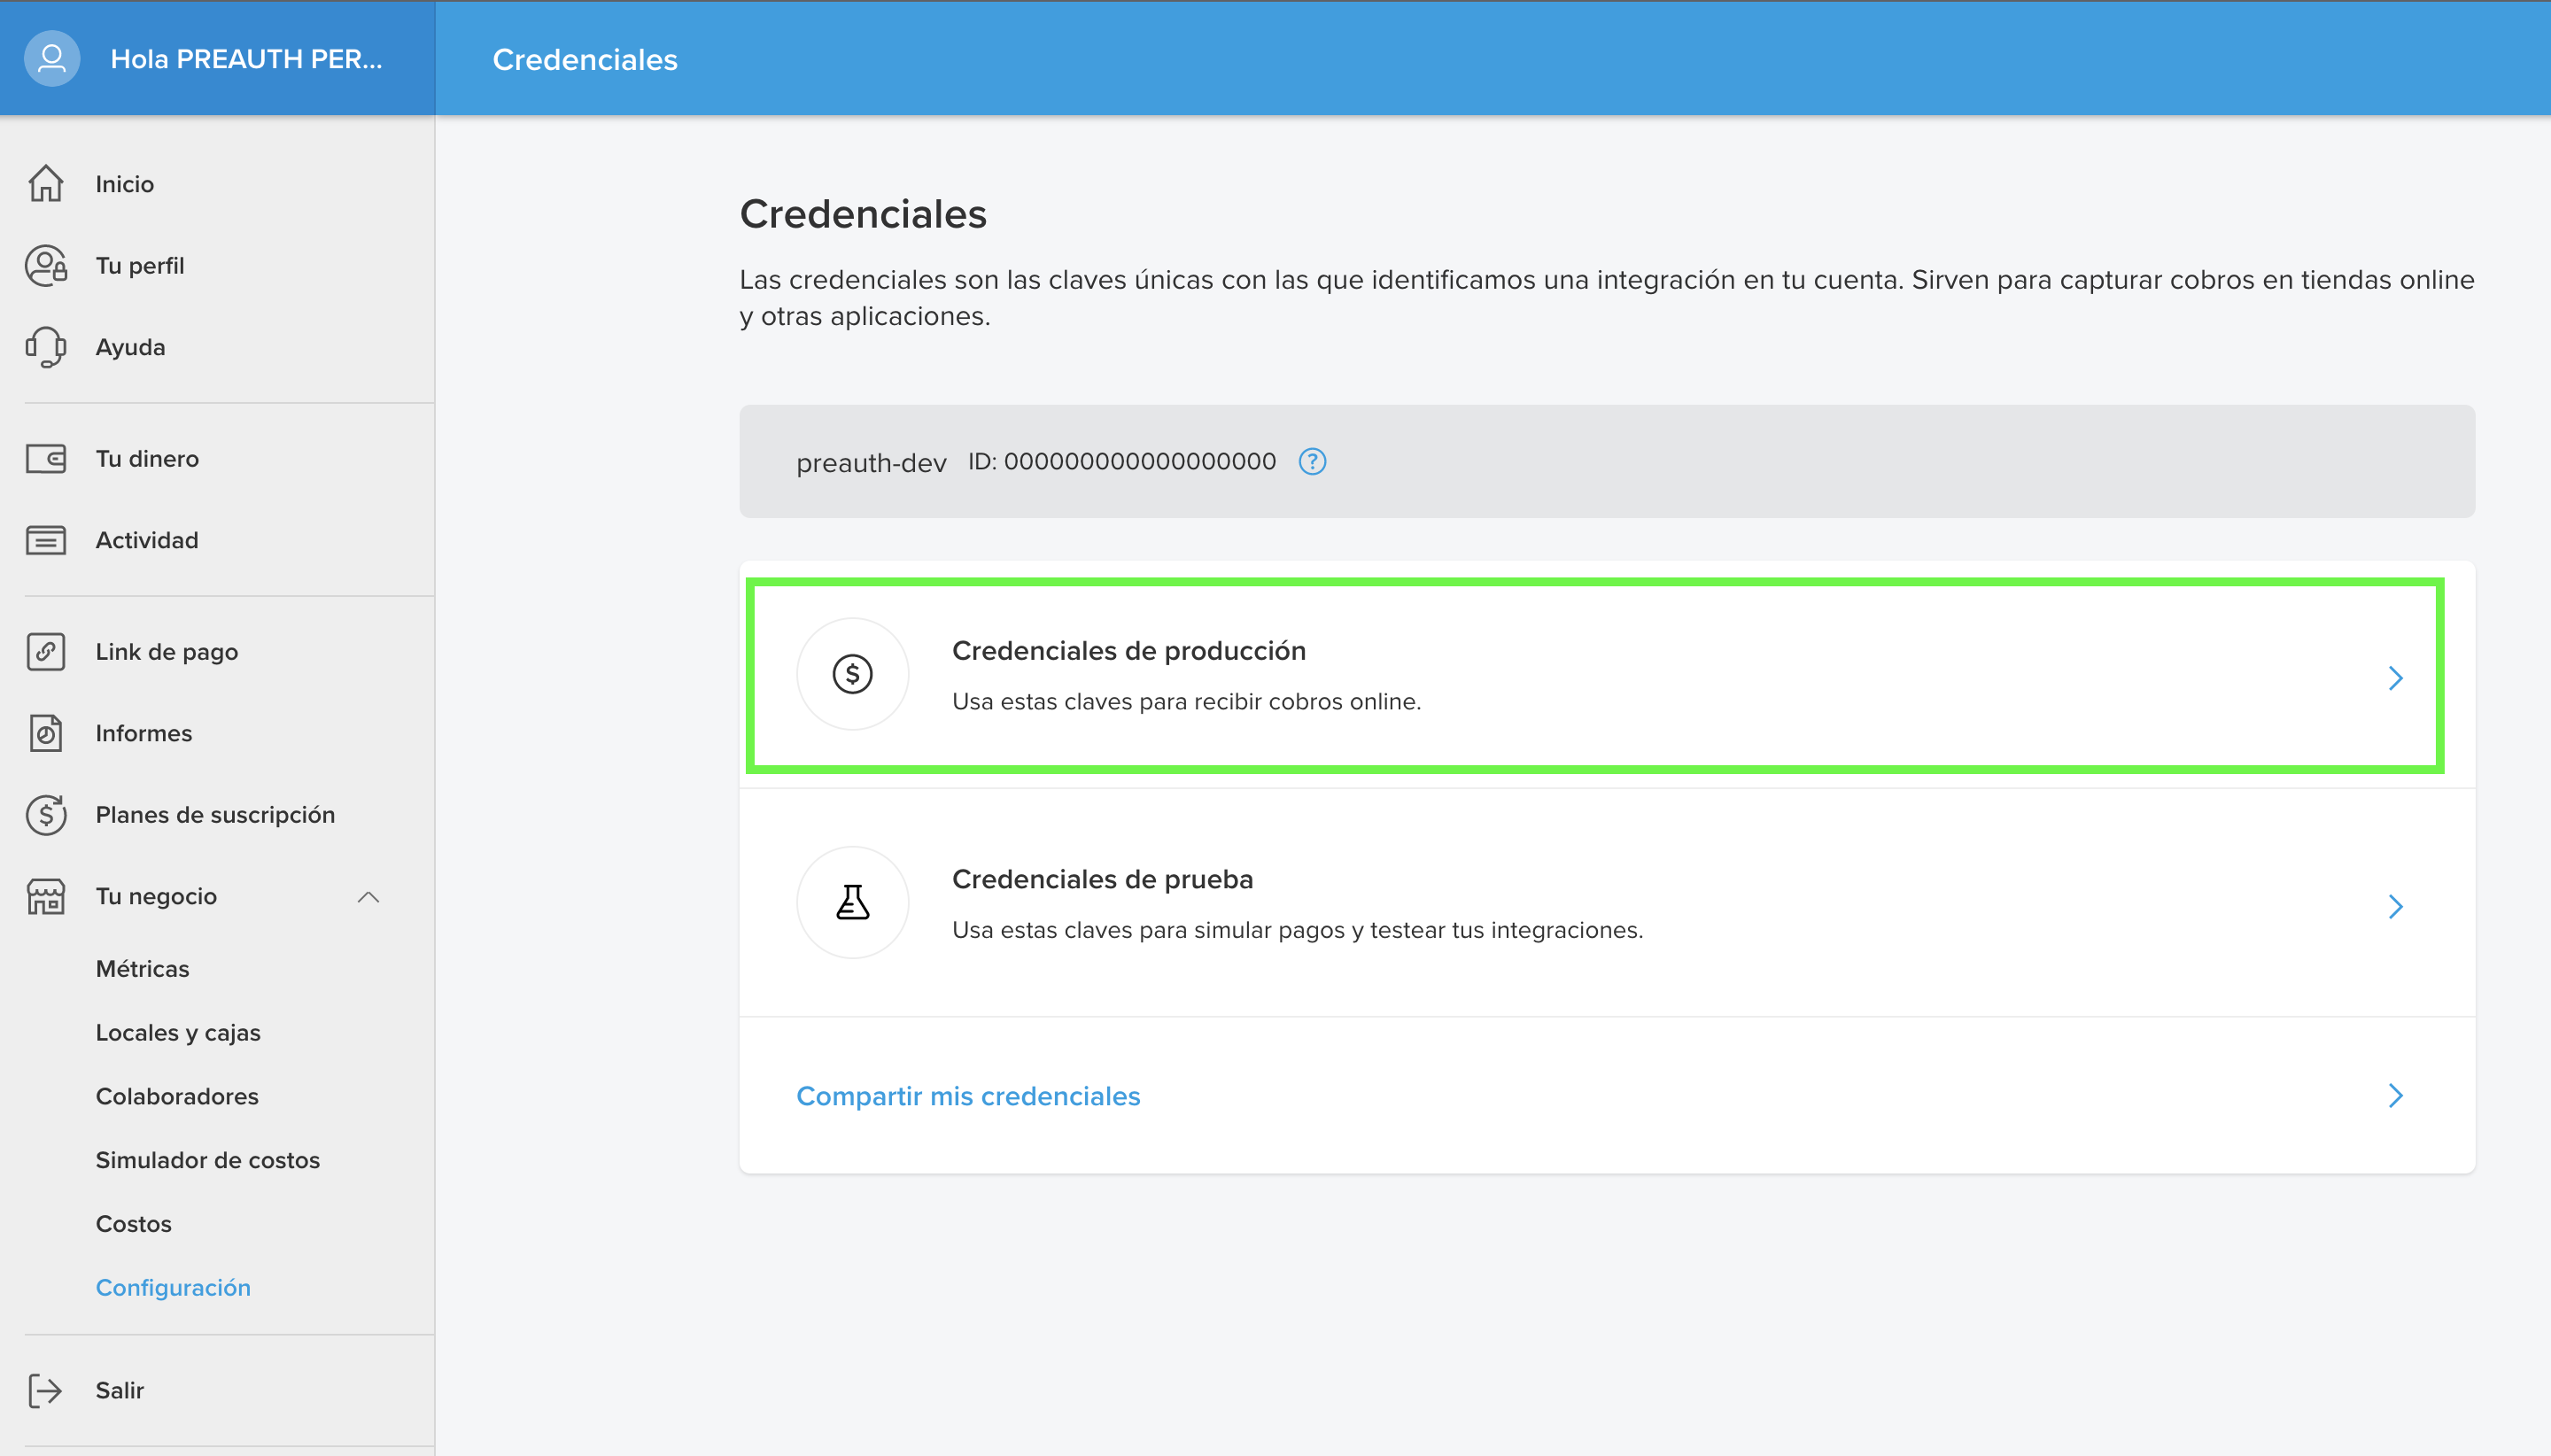 Hola PREAUTH PER...
Credenciales
Inicio
Tu perfil
Ayuda
Tu dinero
Actividad
Link de pago
Informes
Planes de suscripción
Tu negocio
Métricas
Locales y cajas
Colaboradores
Simulador de costos
Costos
Configuración
Salir
Credenciales
Las credenciales son las claves únicas con las que identificamos una integración en tu cuenta. Sirven para capturar cobros en tiendas online
y otras aplicaciones.
preauth-dev ID: 000000000000000000 ?
Credenciales de producción
Usa estas claves para recibir cobros online.
Credenciales de prueba
Usa estas claves para simular pagos y testear tus integraciones.
Compartir mis credenciales